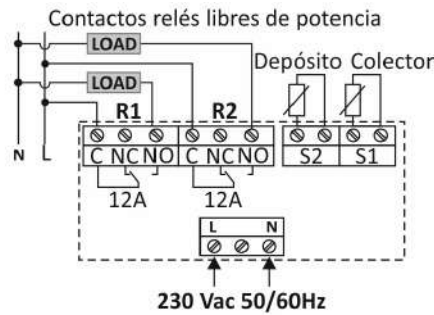 Contactos relés libres de potencia
LOAD
Depósito Colector
LOAD
R1 R2
N L
C NC NO C NC NO S2 S1
12A 12A
L N
230 Vac 50/60Hz